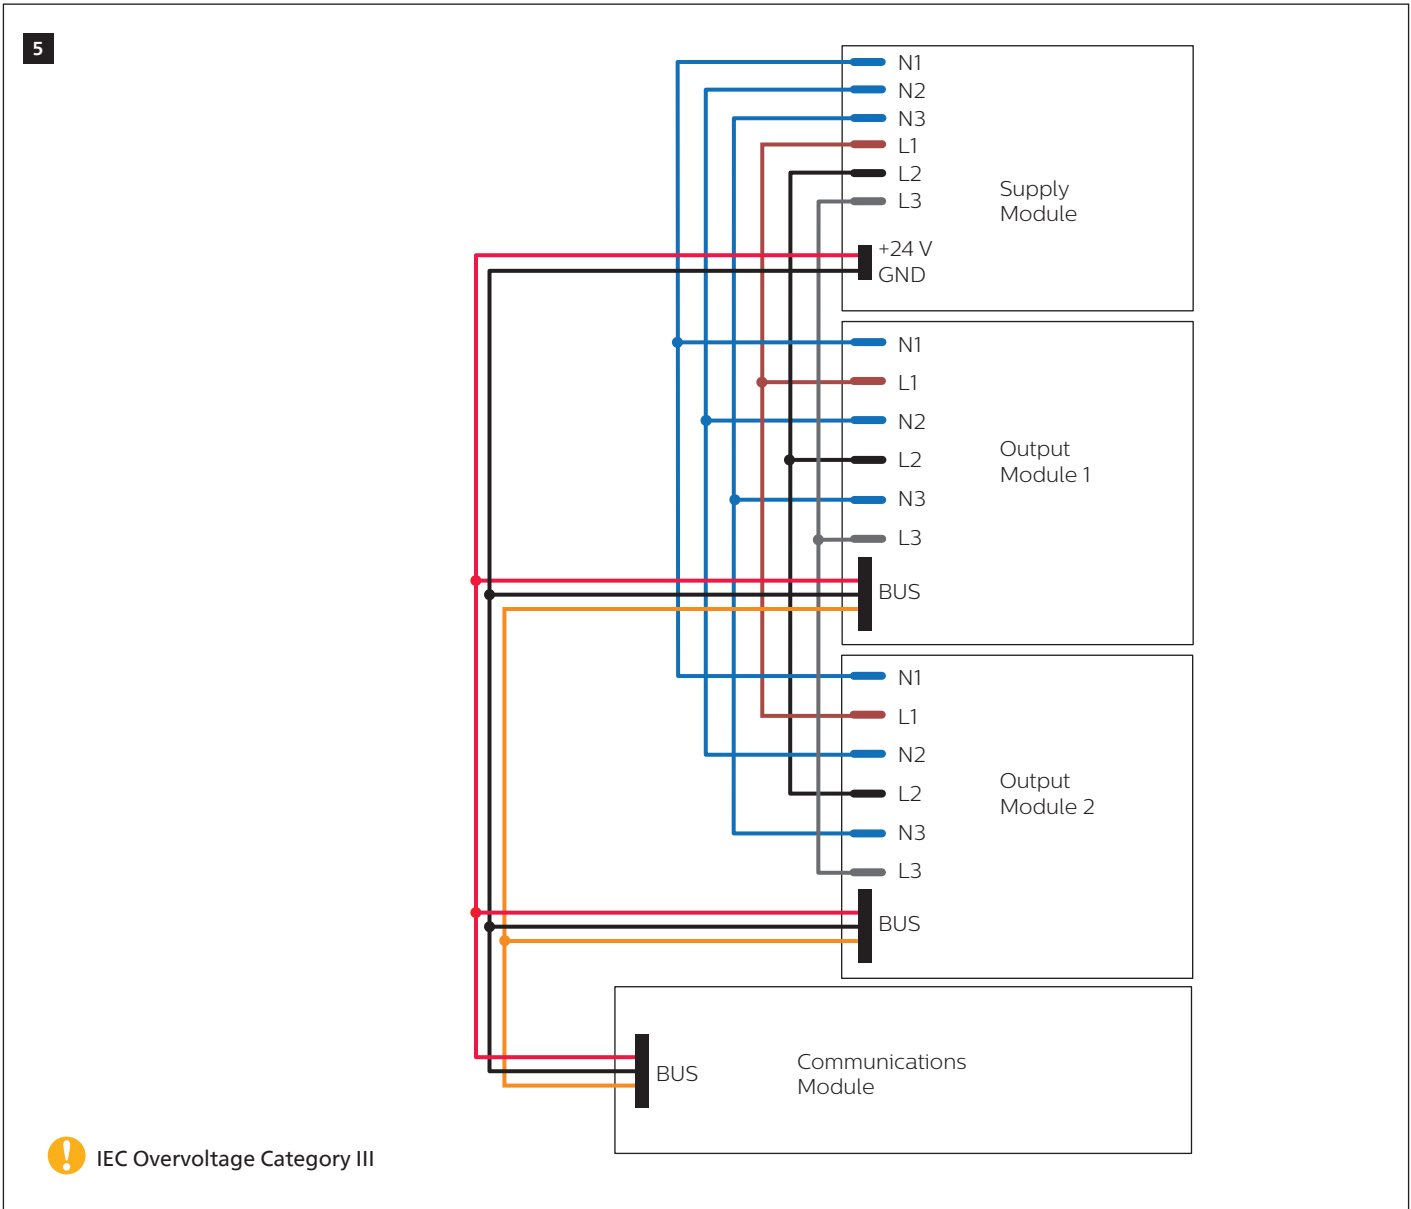 5
N1
N2
N3
L1
L2
L3
Supply
Module
+24 V
GND
N1
L1
N2
L2
N3
L3
Output
Module 1
BUS
N1
L1
N2
L2
N3
L3
Output
Module 2
BUS
BUS
Communications
Module
! IEC Overvoltage Category III